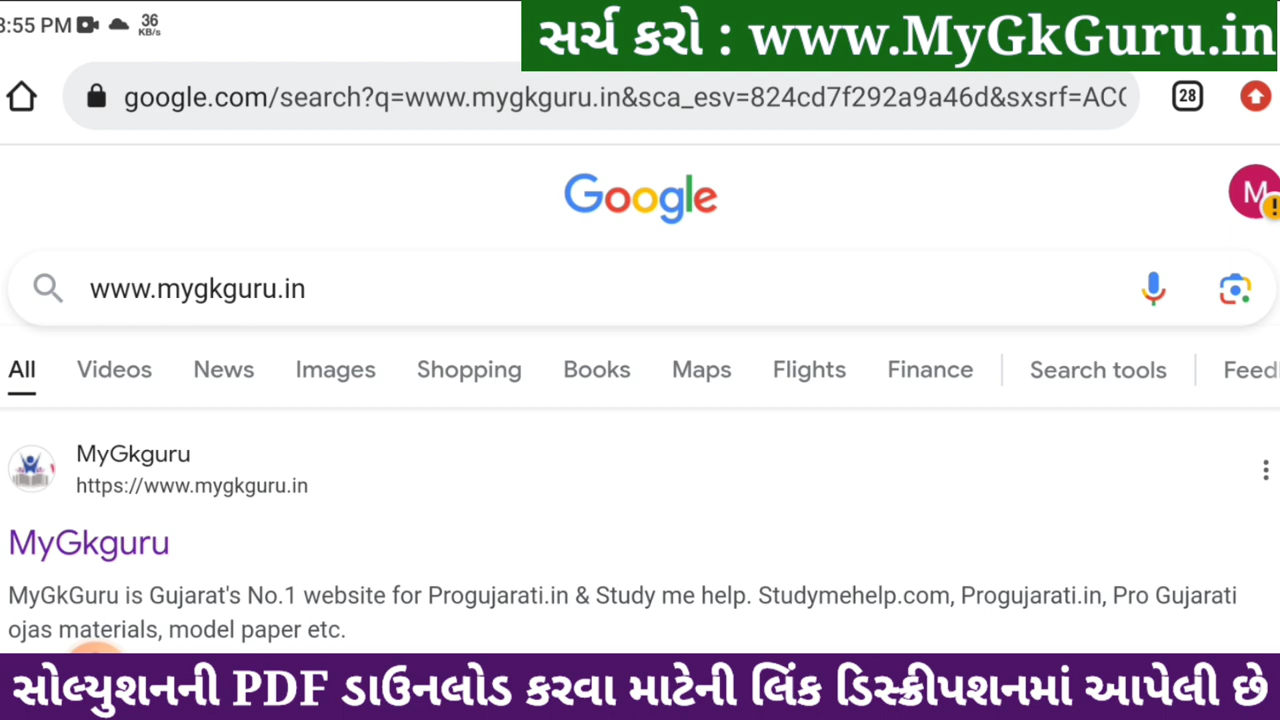 3:55 PM 36 KB/s
સર્ચ કરો : www.MyGkGuru.in
google.com/search?q=www.mygkguru.in&sca_esv=824cd7f292a9a46d&sxsrf=AC
28
Google
M
www.mygkguru.in
All Videos News Images Shopping Books Maps Flights Finance Search tools Feed
MyGkguru
https://www.mygkguru.in
MyGkguru
MyGkGuru is Gujarat's No.1 website for Progujarati.in & Study me help. Studymehelp.com, Progujarati.in, Pro Gujarati
ojas materials, model paper etc.
સોલ્યુશનની PDF ડાઉનલોડ કરવા માટેની લિંક ડિસ્ક્રીપશનમાં આપેલી છે